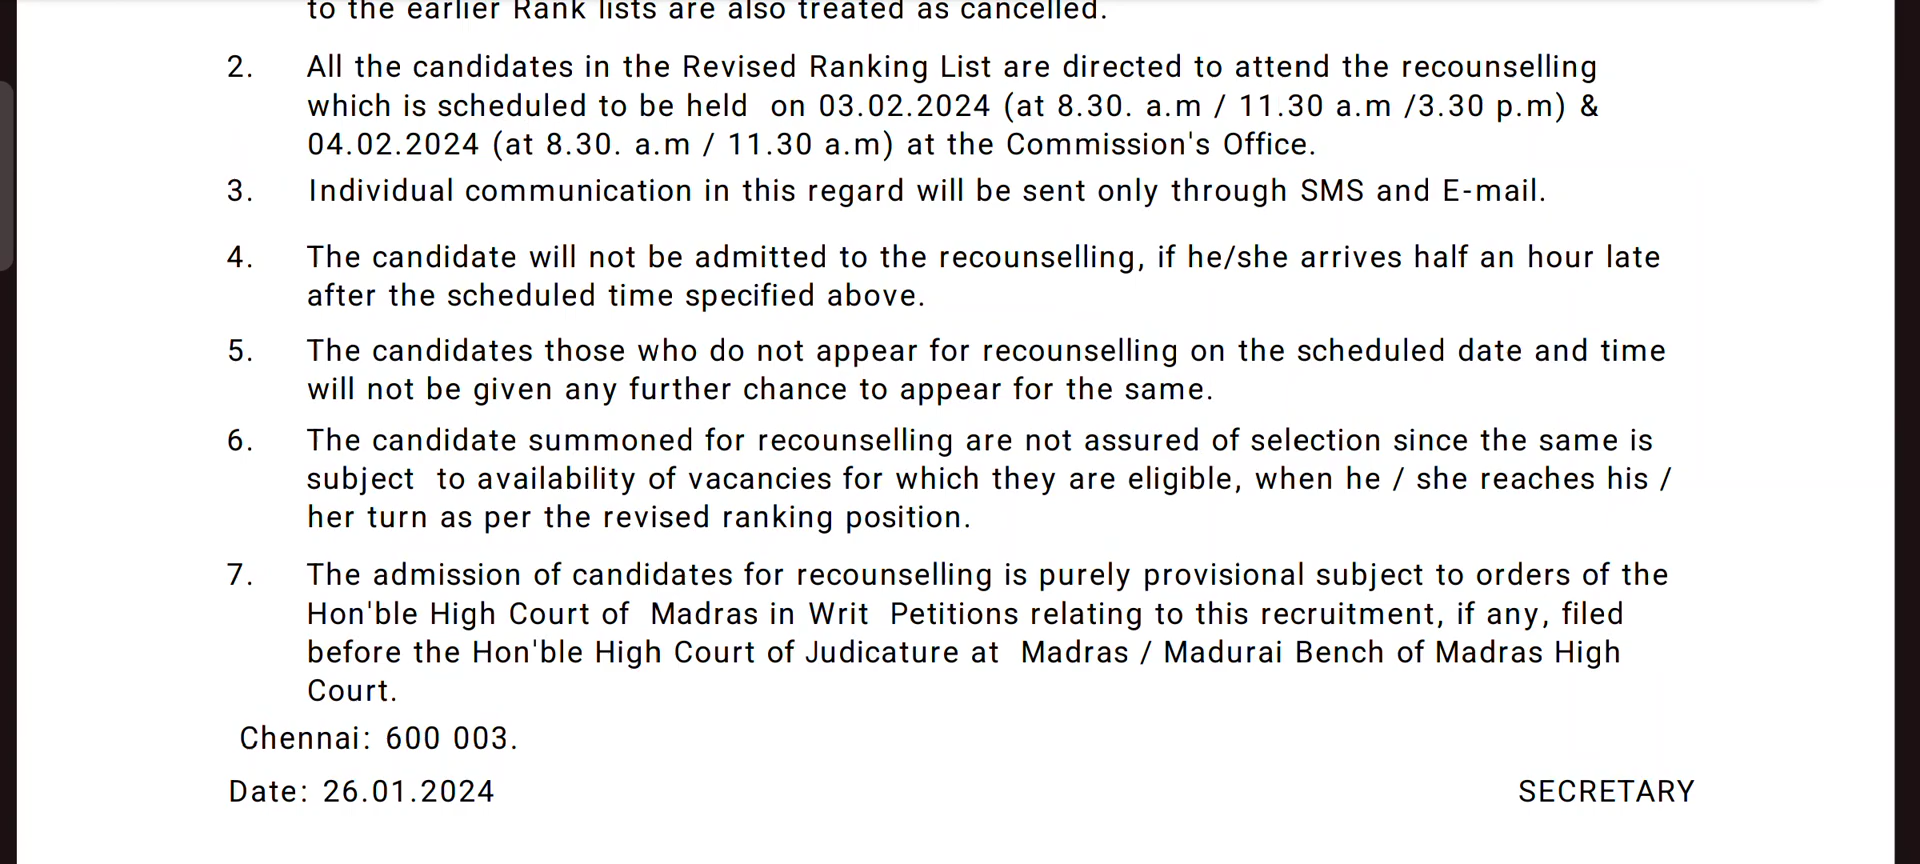 to the earlier Rank lists are also treated as cancelled.
2. All the candidates in the Revised Ranking List are directed to attend the recounselling
which is scheduled to be held on 03.02.2024 (at 8.30. a.m / 11.30 a.m /3.30 p.m) &
04.02.2024 (at 8.30. a.m / 11.30 a.m) at the Commission's Office.
3. Individual communication in this regard will be sent only through SMS and E-mail.
4. The candidate will not be admitted to the recounselling, if he/she arrives half an hour late
after the scheduled time specified above.
5. The candidates those who do not appear for recounselling on the scheduled date and time
will not be given any further chance to appear for the same.
6. The candidate summoned for recounselling are not assured of selection since the same is
subject to availability of vacancies for which they are eligible, when he / she reaches his /
her turn as per the revised ranking position.
7. The admission of candidates for recounselling is purely provisional subject to orders of the
Hon'ble High Court of Madras in Writ Petitions relating to this recruitment, if any, filed
before the Hon'ble High Court of Judicature at Madras / Madurai Bench of Madras High
Court.
Chennai: 600 003.
Date: 26.01.2024 SECRETARY